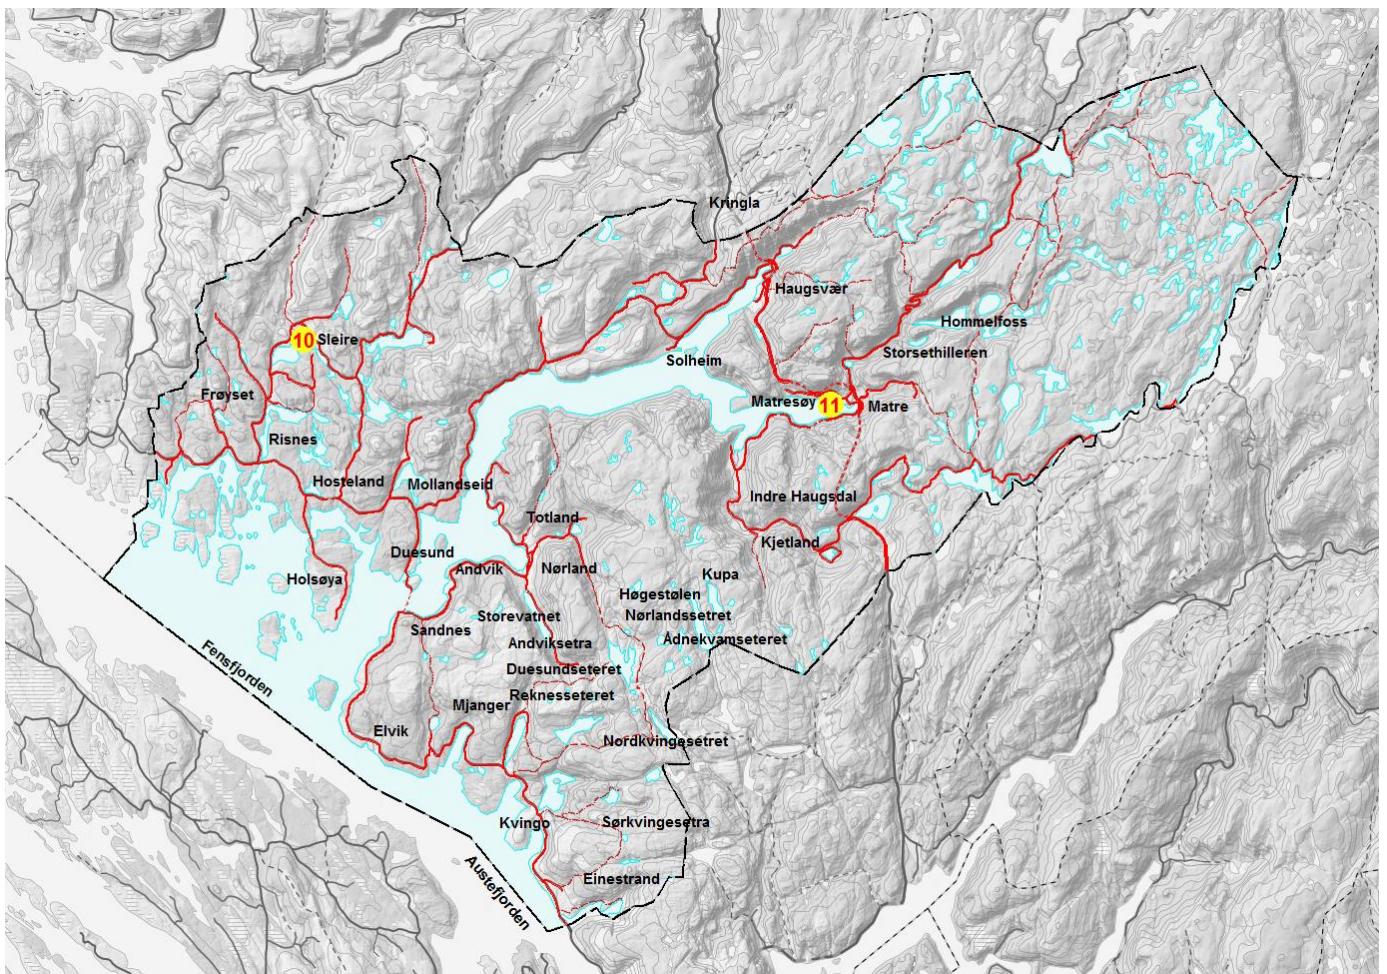 Kringla
Haugsvær
Hommelfoss
10 Sleire
Storsethilleren
Solheim
Frøyset
Matresøy 11 Matre
Risnes
Hosteland
Mollandseid
Indre Haugsdal
Totland
Kjetland
Duesund
Andvik
Nørland
Kupa
Holsøya
Høgestølen
Storevatnet
Nørlandssetret
Sandnes
Andviksetra
Ådnekvamseteret
Fensfjorden
Duesundseteret
Reknesseteret
Mjanger
Elvik
Nordkvingesetret
Kvingo
Sørkvingesetra
Einestrand
Austefjorden